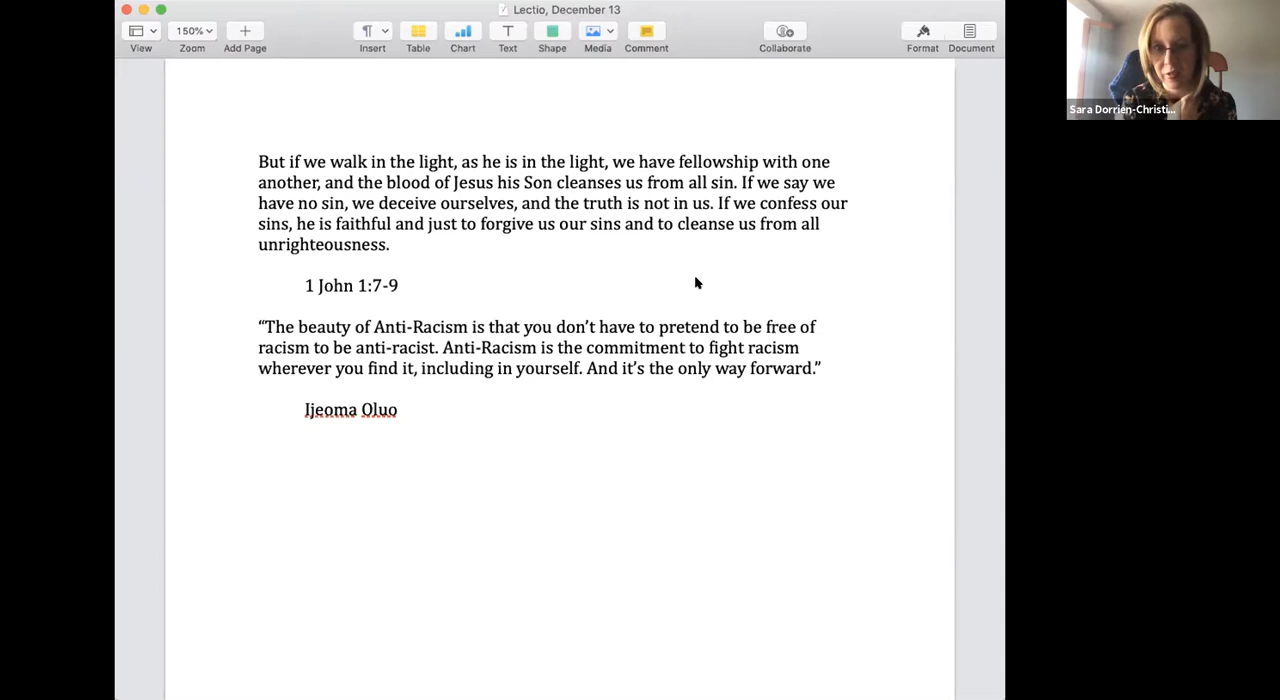 Lectio, December 13
150%
View
Zoom
Add Page
Insert
Table
Chart
Text
Shape
Media
Comment
Collaborate
Format
Document
Sara Dorrien-Christi...
But if we walk in the light, as he is in the light, we have fellowship with one
another, and the blood of Jesus his Son cleanses us from all sin. If we say we
have no sin, we deceive ourselves, and the truth is not in us. If we confess our
sins, he is faithful and just to forgive us our sins and to cleanse us from all
unrighteousness.
1 John 1:7-9
“The beauty of Anti-Racism is that you don’t have to pretend to be free of
racism to be anti-racist. Anti-Racism is the commitment to fight racism
wherever you find it, including in yourself. And it’s the only way forward.”
Ijeoma Oluo